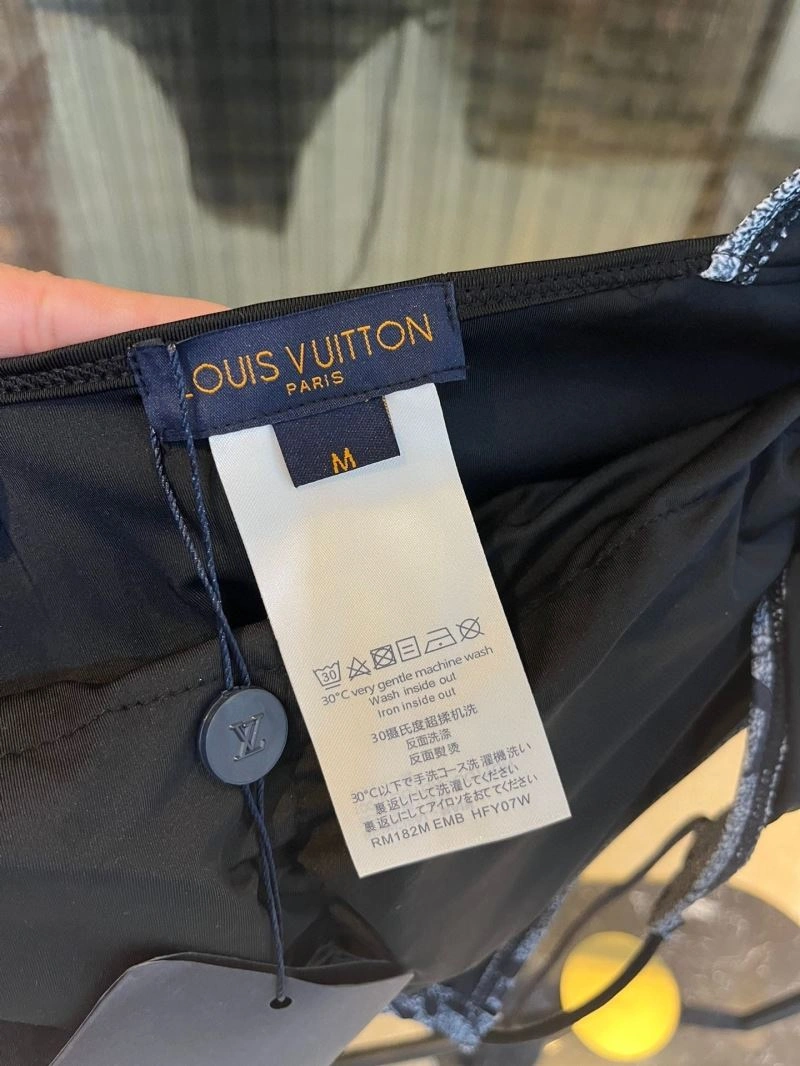 LOUIS VUITTON
PARIS
M
30
30°C very gentle machine wash
Wash inside out
Iron inside out
30摄氏度超揉机洗
反面洗涤
反面熨烫
30℃以下で手洗コース洗濯機洗い
裏返しにして洗濯してください
裏返しにしてアイロンをおてください
RM182M EMB HFY07W
LV